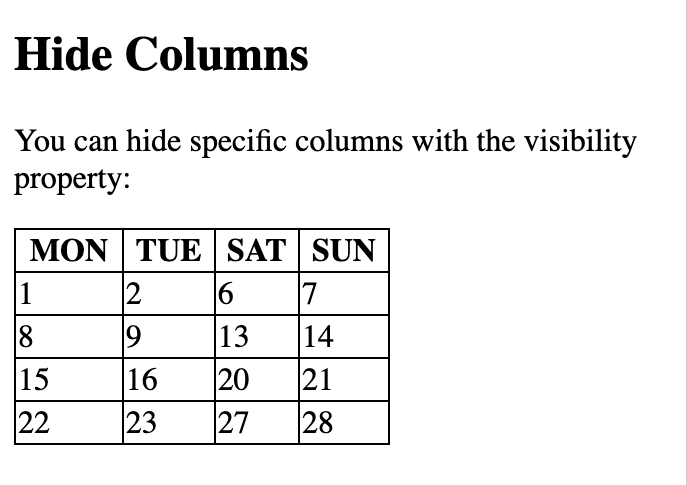 Hide Columns
You can hide specific columns with the visibility
property:
MON TUE SAT SUN
1 2 6 7
8 9 13 14
15 16 20 21
22 23 27 28